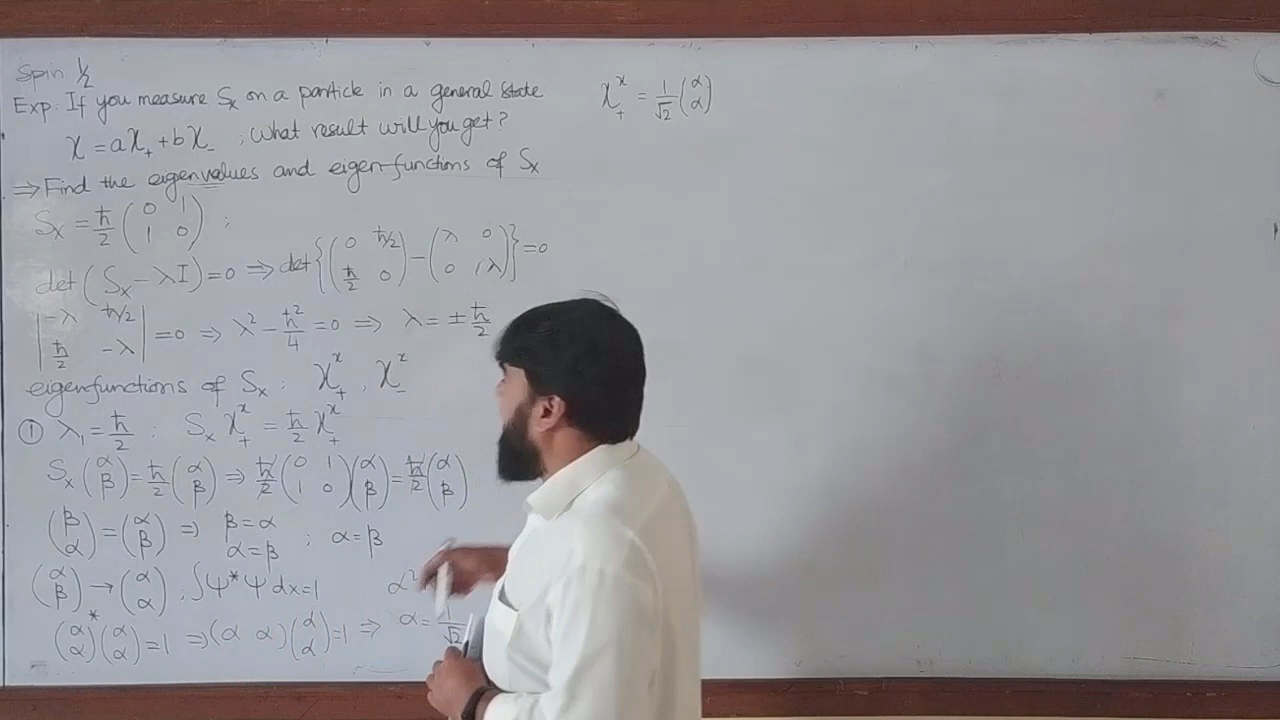 Spin 1/2
Exp: If you measure Sₓ on a particle in a general state
χ = aχ₊ + bχ₋ , What result will you get?
⇒ Find the eigenvalues and eigen-functions of Sₓ
Sₓ = ħ/2 (0 1; 1 0) ;
det(Sₓ − λI) = 0 ⇒ det{(0 ħ/2; ħ/2 0) − (λ 0; 0 λ)} = 0
|−λ ħ/2; ħ/2 −λ| = 0 ⇒ λ² − ħ²/4 = 0 ⇒ λ = ± ħ/2
eigenfunctions of Sₓ : χ₊ˣ , χ₋ˣ
① λ₁ = ħ/2 : Sₓ χ₊ˣ = ħ/2 χ₊ˣ
Sₓ (α; β) = ħ/2 (α; β) ⇒ ħ/2 (0 1; 1 0)(α; β) = ħ/2 (α; β)
(β; α) = (α; β) ⇒ β = α α = β ; α = β
(α; β) → (α; α) ; ∫ψ*ψ dx = 1 α²
(α; α)* (α; α) = 1 ⇒ (α α)(α; α) = 1 ⇒ α = 1/√2
χ₊ˣ = 1/√2 (α; α)